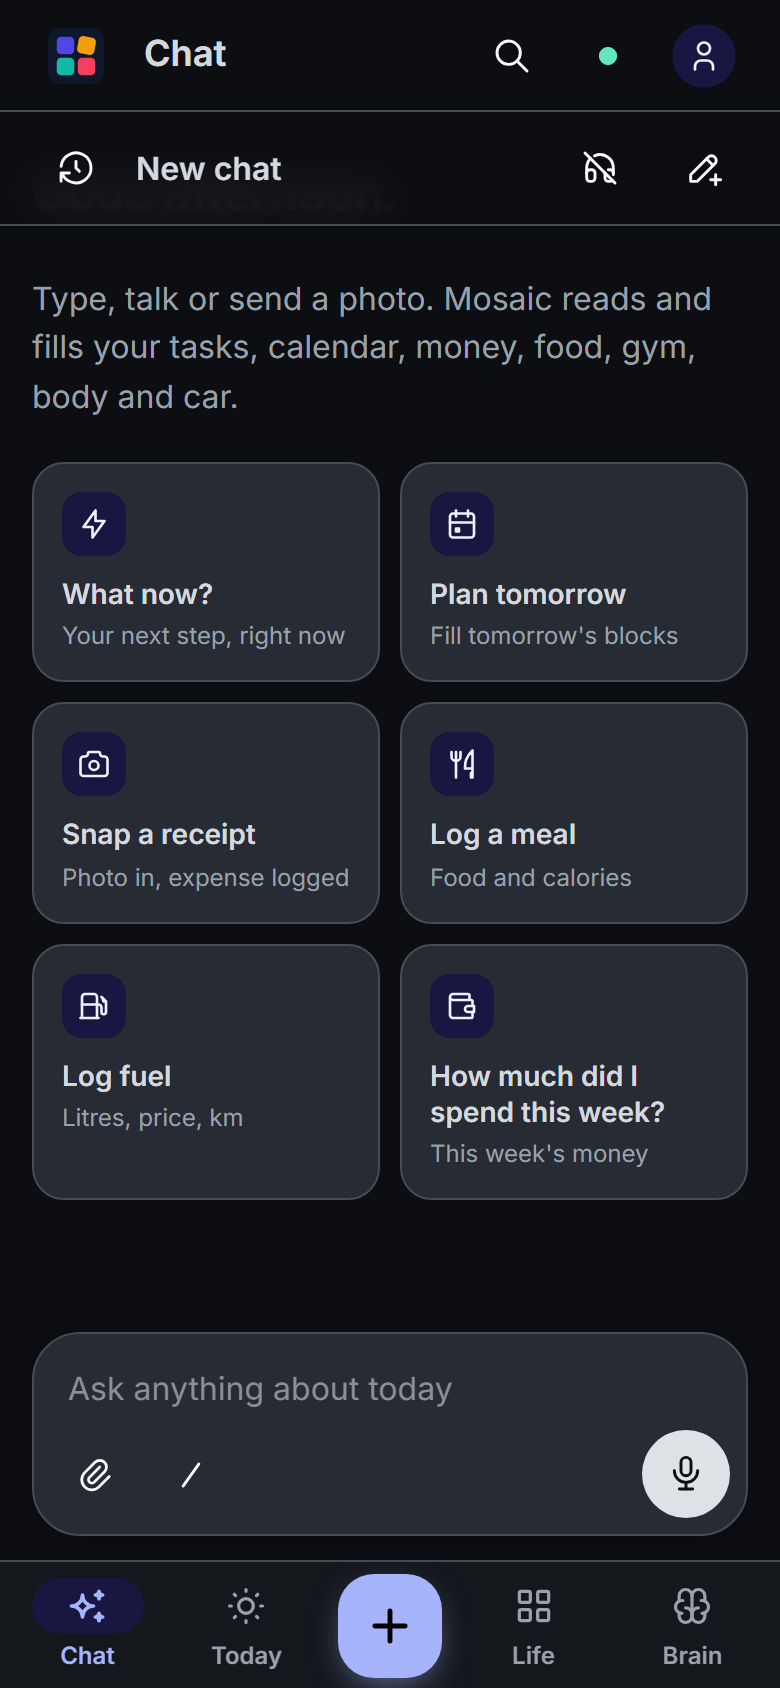 Chat
New chat
Good afternoon.
Type, talk or send a photo. Mosaic reads and
fills your tasks, calendar, money, food, gym,
body and car.
What now?
Your next step, right now
Plan tomorrow
Fill tomorrow's blocks
Snap a receipt
Photo in, expense logged
Log a meal
Food and calories
Log fuel
Litres, price, km
How much did I
spend this week?
This week's money
Ask anything about today
/
Chat
Today
Life
Brain